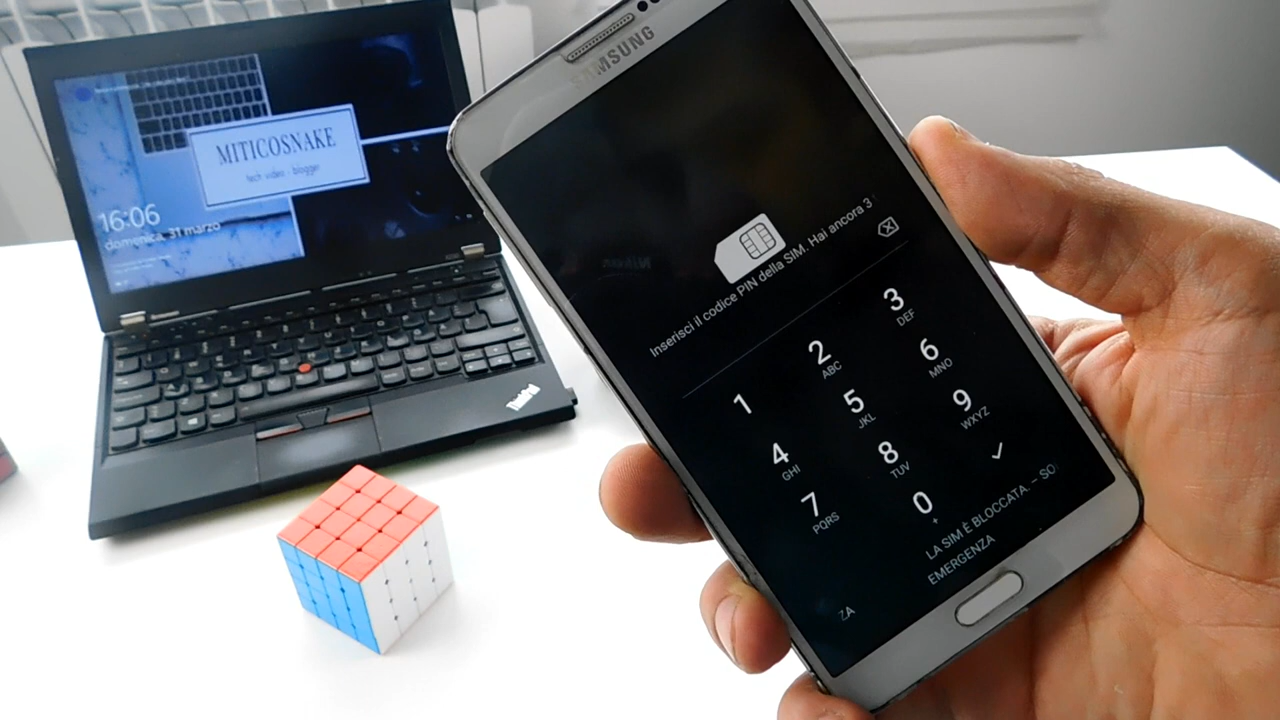 MITICOSNAKE
tech video - blogger
16:06
domenica, 31 marzo
ThinkPad
SAMSUNG
Inserisci il codice PIN della SIM. Hai ancora 3
1
2
ABC
3
DEF
4
GHI
5
JKL
6
MNO
7
PQRS
8
TUV
9
WXYZ
0
+
LA SIM È BLOCCATA. – SO
EMERGENZA
ZA